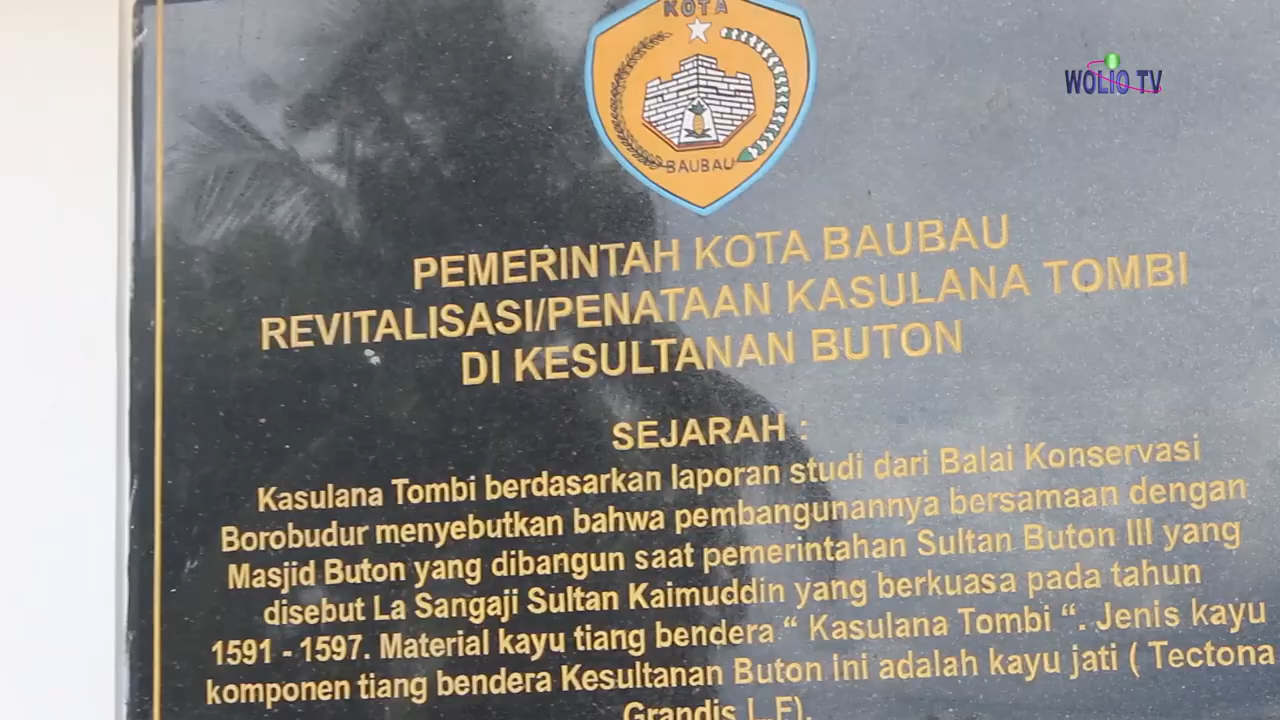 KOTA
BAUBAU
WOLIO TV
PEMERINTAH KOTA BAUBAU
REVITALISASI/PENATAAN KASULANA TOMBI
DI KESULTANAN BUTON
SEJARAH :
Kasulana Tombi berdasarkan laporan studi dari Balai Konservasi
Borobudur menyebutkan bahwa pembangunannya bersamaan dengan
Masjid Buton yang dibangun saat pemerintahan Sultan Buton III yang
disebut La Sangaji Sultan Kaimuddin yang berkuasa pada tahun
1591 - 1597. Material kayu tiang bendera “ Kasulana Tombi “. Jenis kayu
komponen tiang bendera Kesultanan Buton ini adalah kayu jati ( Tectona
Grandis L.F).